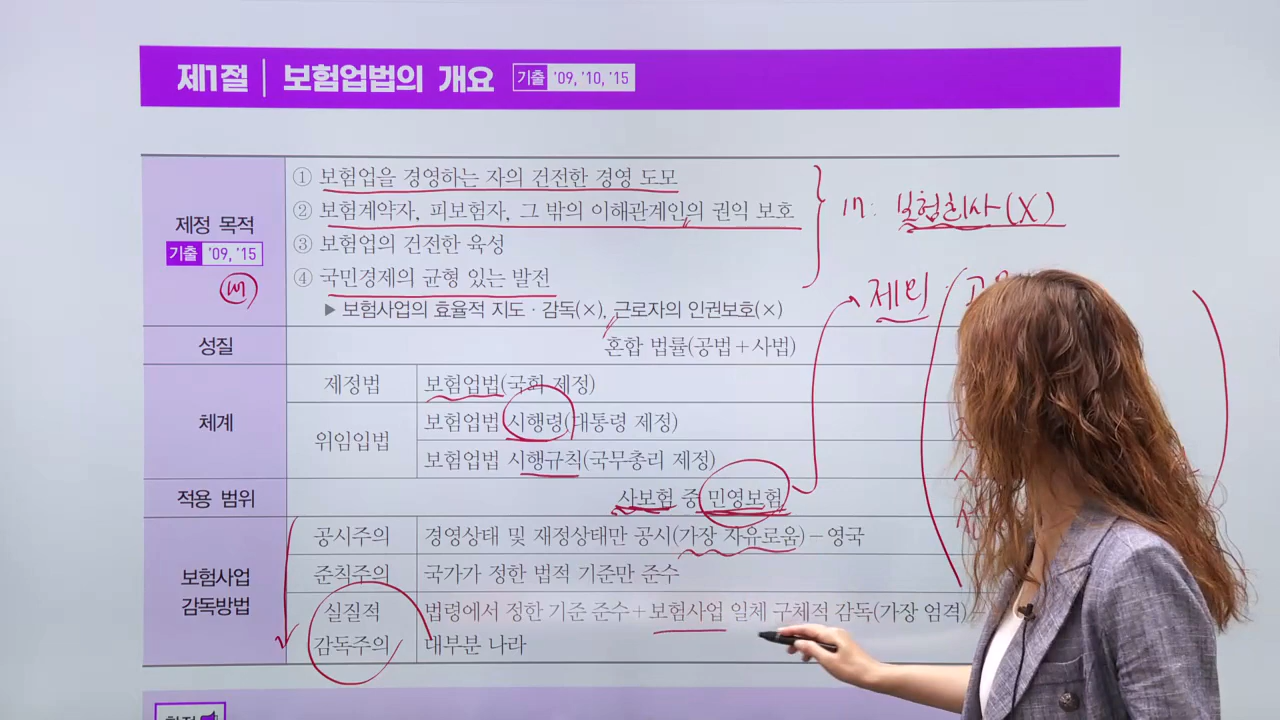 제1절 | 보험업법의 개요 기출 '09, '10, '15
제정 목적
기출 '09, '15
① 보험업을 경영하는 자의 건전한 경영 도모
② 보험계약자, 피보험자, 그 밖의 이해관계인의 권익 보호
③ 보험업의 건전한 육성
④ 국민경제의 균형 있는 발전
▶ 보험사업의 효율적 지도·감독(×), 근로자의 인권보호(×)
보험회사(X)
제외
성질
혼합 법률(공법+사법)
체계
제정법
보험업법(국회 제정)
위임입법
보험업법 시행령(대통령 제정)
보험업법 시행규칙(국무총리 제정)
적용 범위
사보험 중 민영보험
보험사업
감독방법
공시주의
경영상태 및 재정상태만 공시(가장 자유로움)-영국
준칙주의
국가가 정한 법적 기준만 준수
실질적
감독주의
법령에서 정한 기준 준수+보험사업 일체 구체적 감독(가장 엄격)
대부분 나라